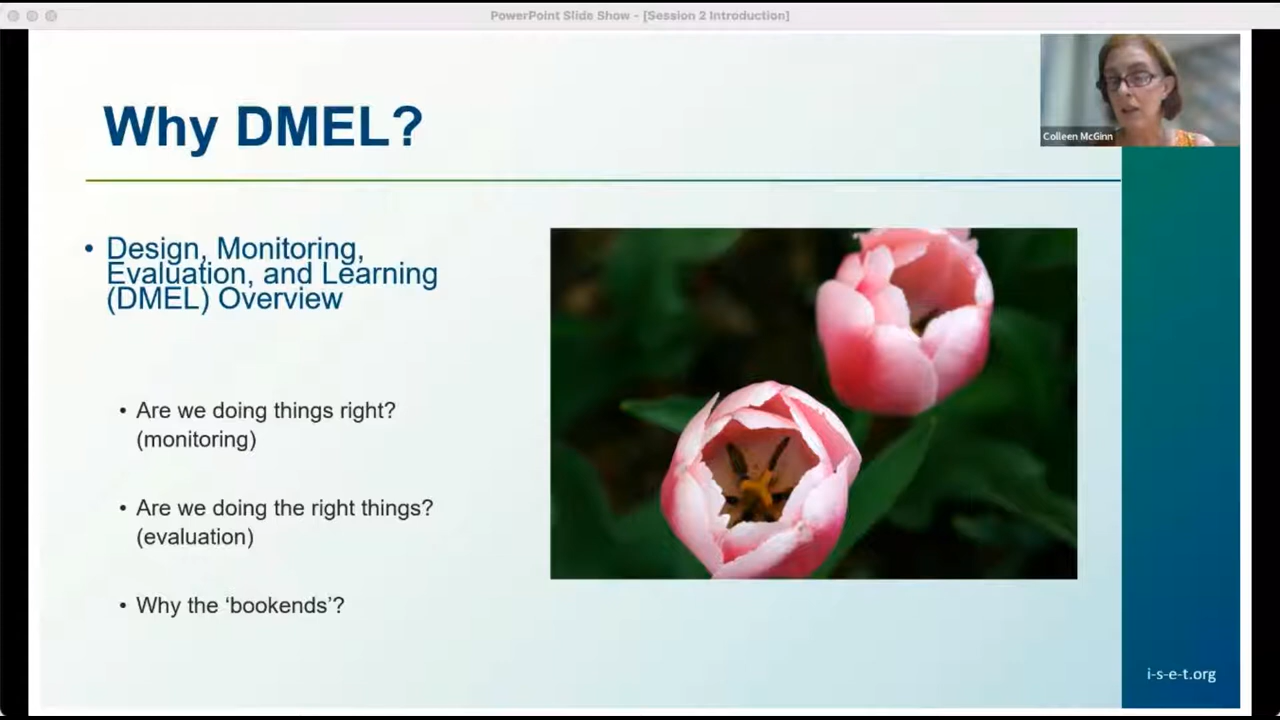 PowerPoint Slide Show - [Session 2 Introduction]
Colleen McGinn
Why DMEL?
• Design, Monitoring,
Evaluation, and Learning
(DMEL) Overview
• Are we doing things right?
(monitoring)
• Are we doing the right things?
(evaluation)
• Why the ‘bookends’?
i-s-e-t.org